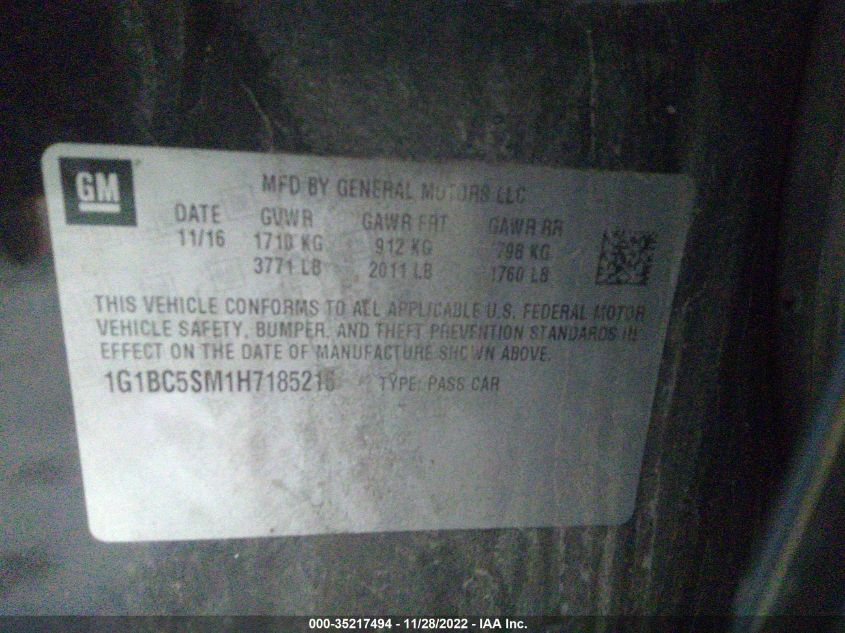 GM
MFD BY GENERAL MOTORS LLC
DATE GVWR GAWR FRT GAWR RR
11/16 1710 KG 912 KG 798 KG
3771 LB 2011 LB 1760 LB
THIS VEHICLE CONFORMS TO ALL APPLICABLE U.S. FEDERAL MOTOR
VEHICLE SAFETY, BUMPER, AND THEFT PREVENTION STANDARDS IN
EFFECT ON THE DATE OF MANUFACTURE SHOWN ABOVE.
1G1BC5SM1H7185216 TYPE: PASS CAR
000-35217494 - 11/28/2022 - IAA Inc.